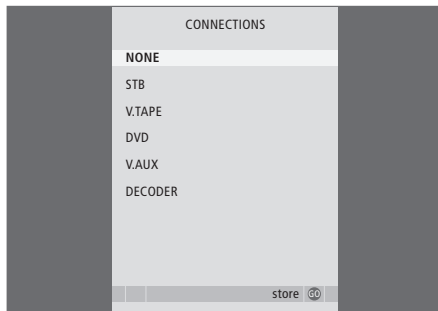 CONNECTIONS
NONE
STB
V.TAPE
DVD
V.AUX
DECODER
store GO